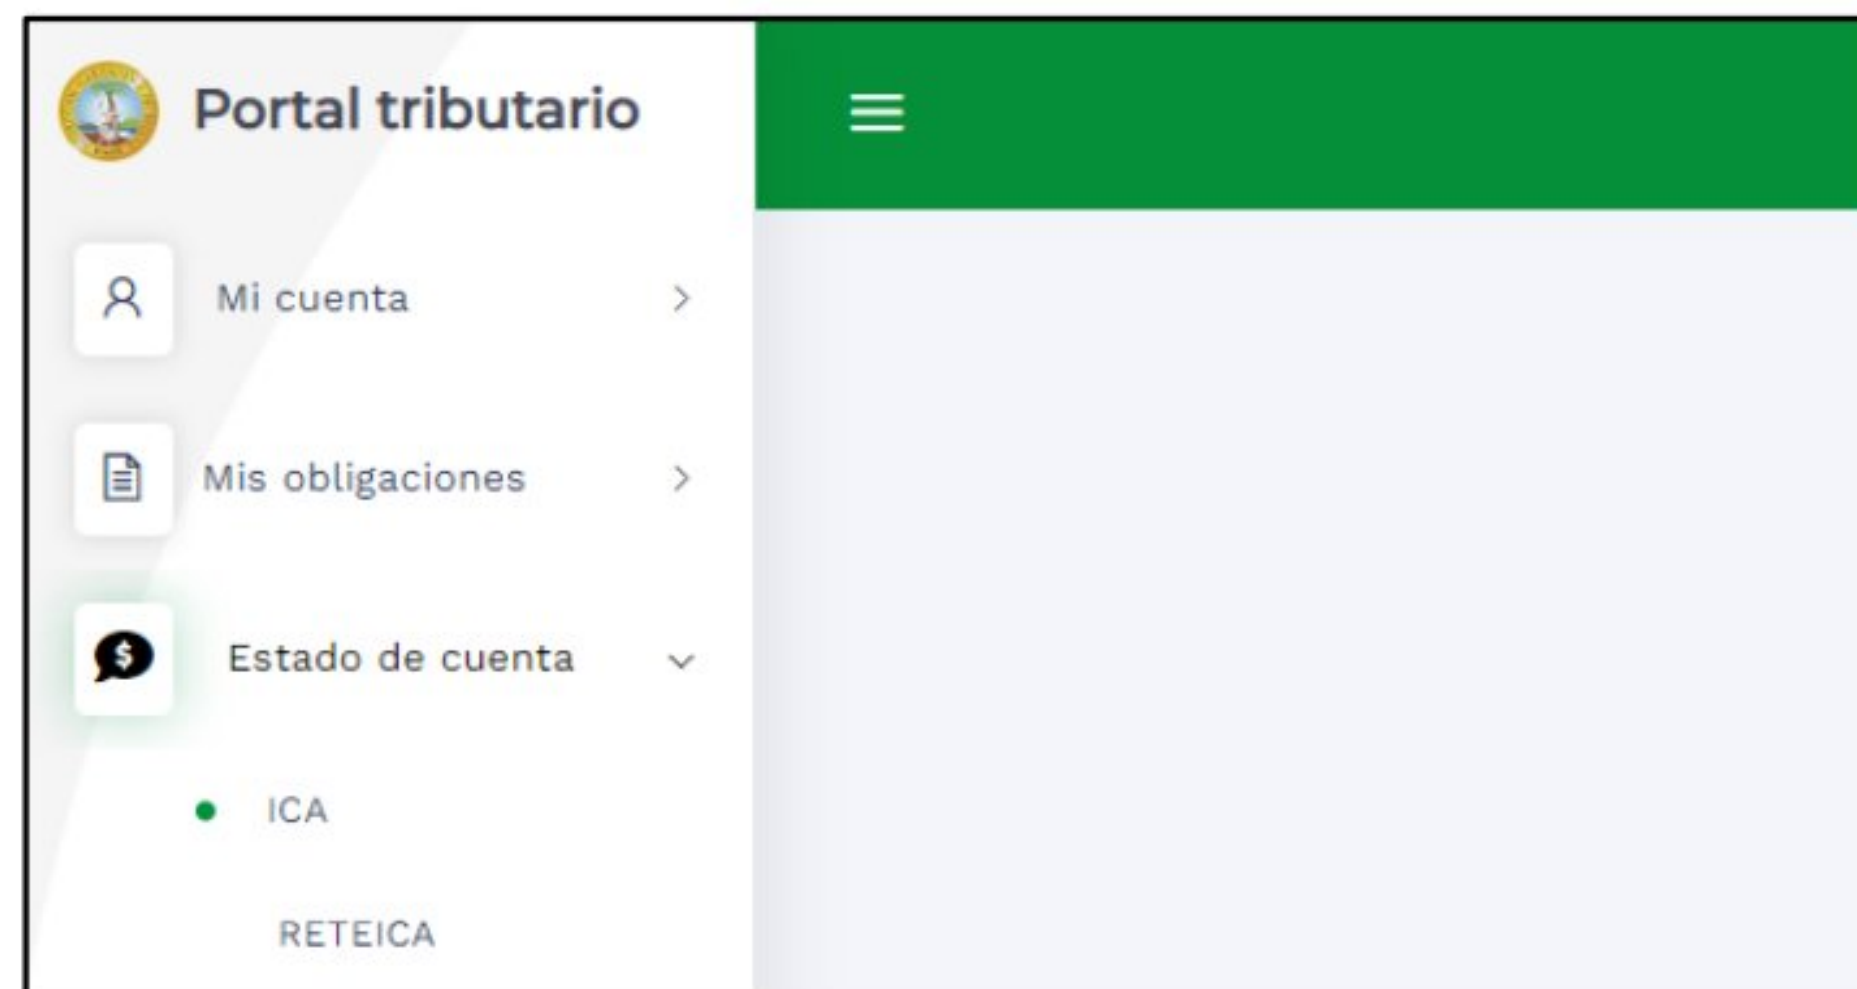 Portal tributario
Mi cuenta
Mis obligaciones
Estado de cuenta
ICA
RETEICA